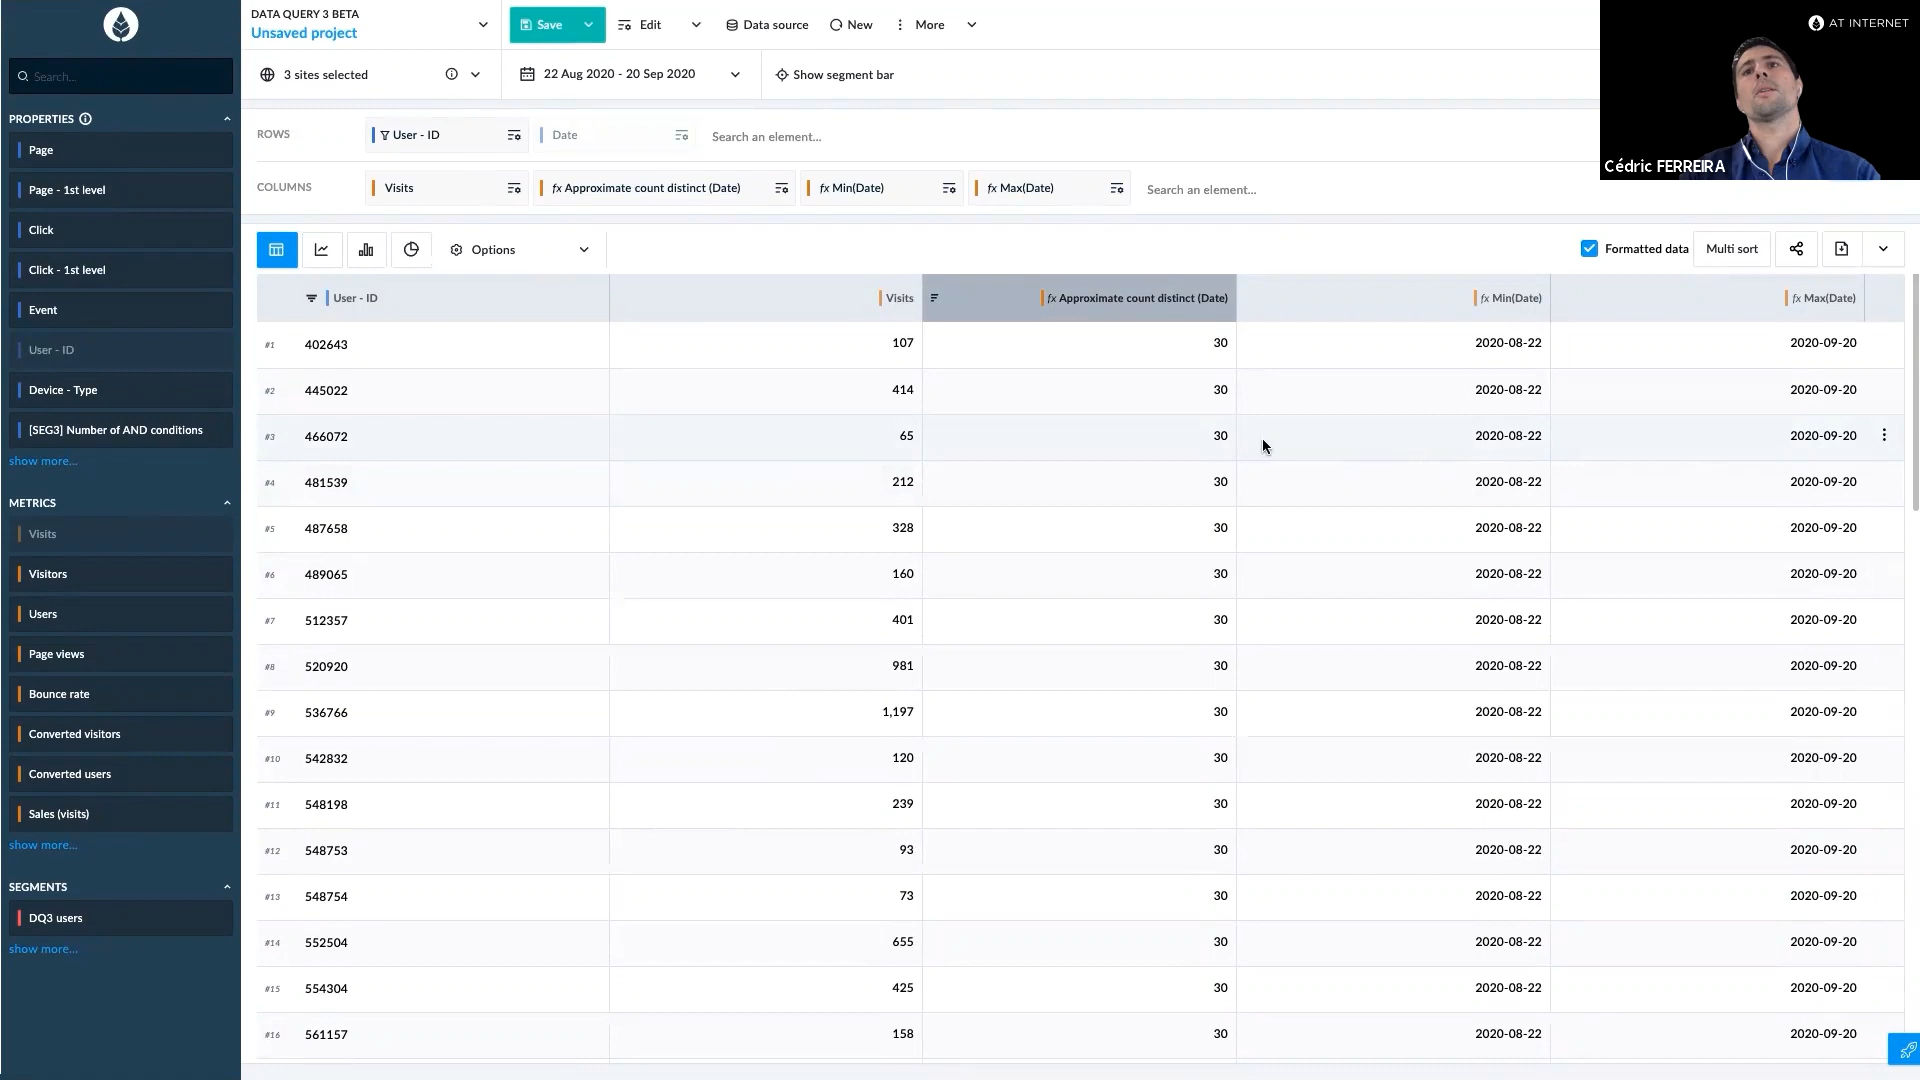 DATA QUERY 3 BETA
Unsaved project
Save
Edit
Data source
New
More
AT INTERNET
Search...
3 sites selected
22 Aug 2020 - 20 Sep 2020
Show segment bar
Cédric FERREIRA
PROPERTIES
Page
Page - 1st level
Click
Click - 1st level
Event
User - ID
Device - Type
[SEG3] Number of AND conditions
show more...
METRICS
Visits
Visitors
Users
Page views
Bounce rate
Converted visitors
Converted users
Sales (visits)
show more...
SEGMENTS
DQ3 users
show more...
ROWS
User - ID
Date
Search an element...
COLUMNS
Visits
fx Approximate count distinct (Date)
fx Min(Date)
fx Max(Date)
Search an element...
Options
Formatted data
Multi sort
User - ID Visits fx Approximate count distinct (Date) fx Min(Date) fx Max(Date)
#1 402643 107 30 2020-08-22 2020-09-20
#2 445022 414 30 2020-08-22 2020-09-20
#3 466072 65 30 2020-08-22 2020-09-20
#4 481539 212 30 2020-08-22 2020-09-20
#5 487658 328 30 2020-08-22 2020-09-20
#6 489065 160 30 2020-08-22 2020-09-20
#7 512357 401 30 2020-08-22 2020-09-20
#8 520920 981 30 2020-08-22 2020-09-20
#9 536766 1,197 30 2020-08-22 2020-09-20
#10 542832 120 30 2020-08-22 2020-09-20
#11 548198 239 30 2020-08-22 2020-09-20
#12 548753 93 30 2020-08-22 2020-09-20
#13 548754 73 30 2020-08-22 2020-09-20
#14 552504 655 30 2020-08-22 2020-09-20
#15 554304 425 30 2020-08-22 2020-09-20
#16 561157 158 30 2020-08-22 2020-09-20